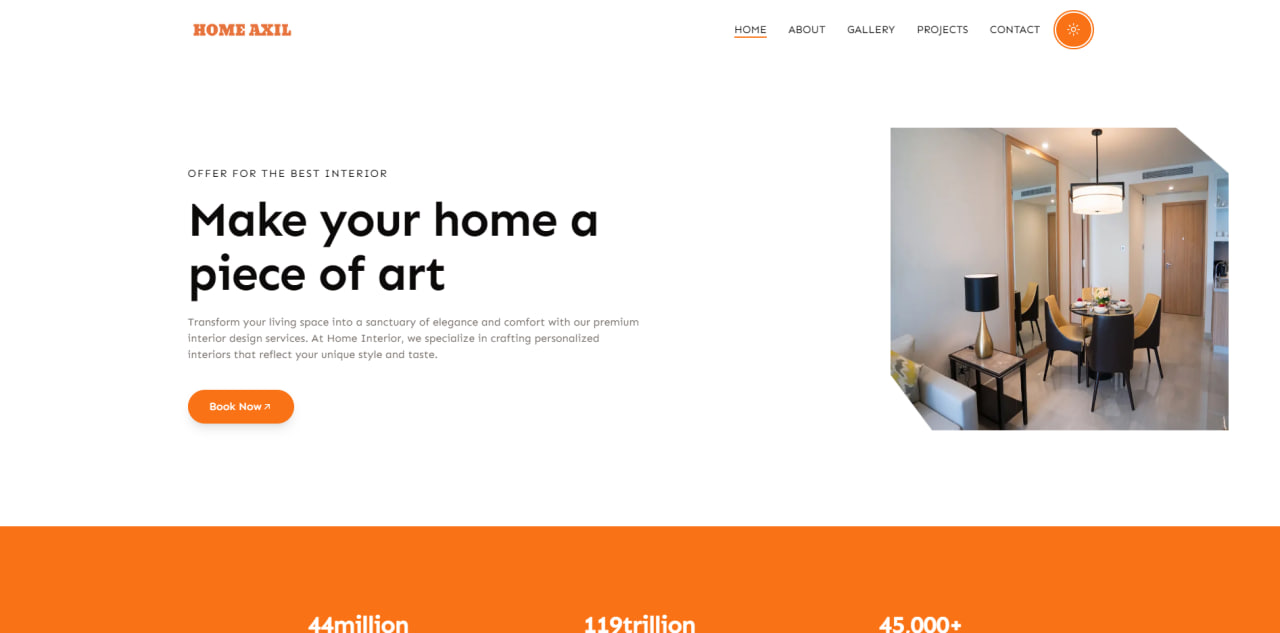 HOME AXIL
HOME ABOUT GALLERY PROJECTS CONTACT
OFFER FOR THE BEST INTERIOR
Make your home a
piece of art
Transform your living space into a sanctuary of elegance and comfort with our premium
interior design services. At Home Interior, we specialize in crafting personalized
interiors that reflect your unique style and taste.
Book Now
44million 119trillion 45,000+